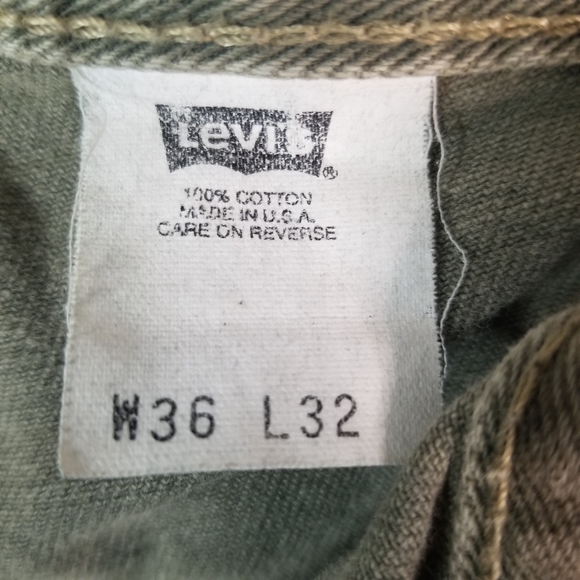 Levi's
®
100% COTTON
MADE IN U.S.A.
CARE ON REVERSE
W36 L32